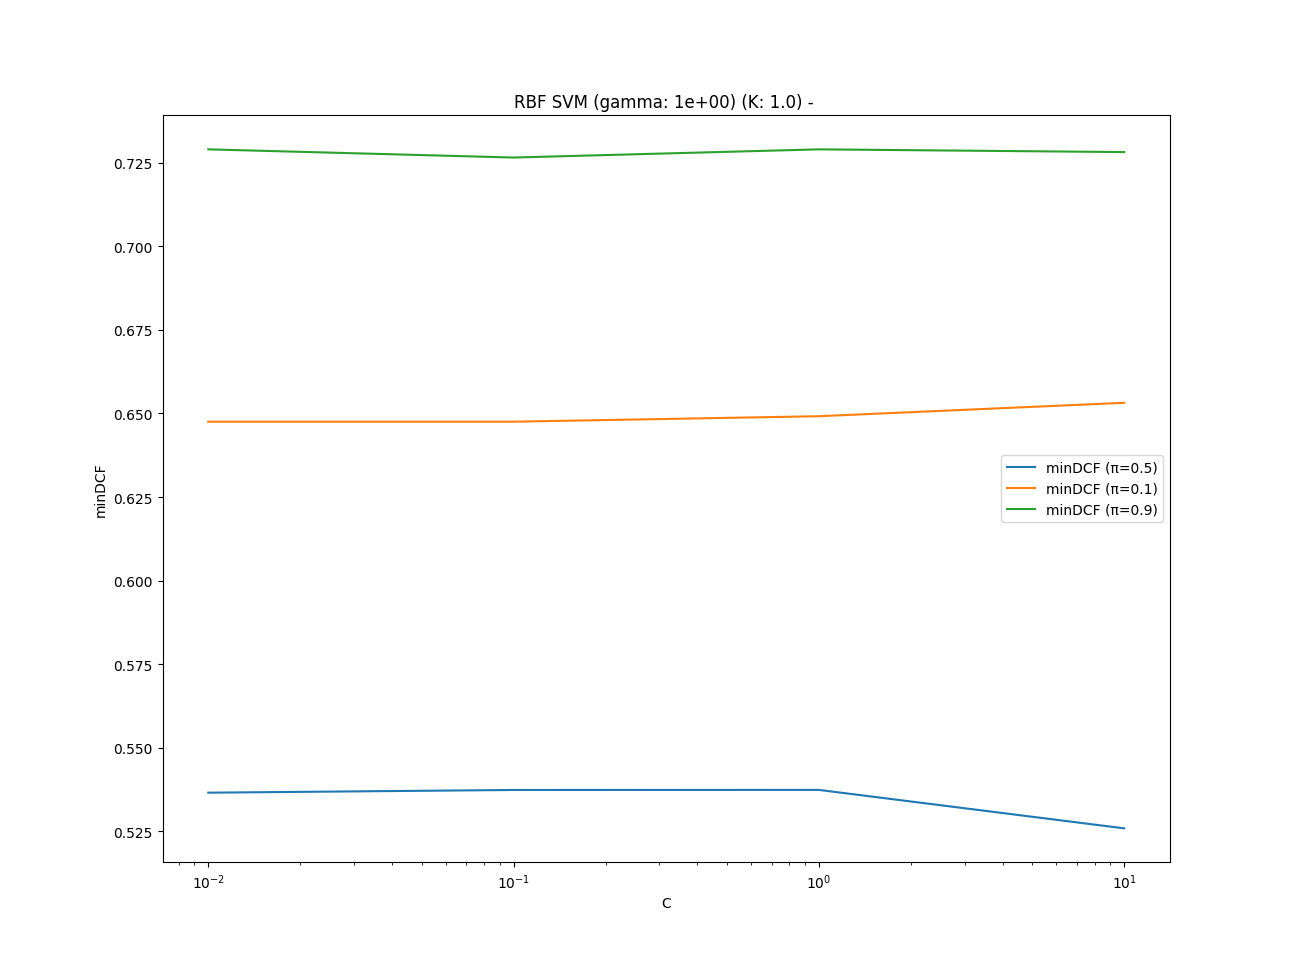 RBF SVM (gamma: 1e+00) (K: 1.0) -
minDCF
0.725
0.700
0.675
0.650
0.625
0.600
0.575
0.550
0.525
minDCF (π=0.5)
minDCF (π=0.1)
minDCF (π=0.9)
10⁻² 10⁻¹ 10⁰ 10¹
C